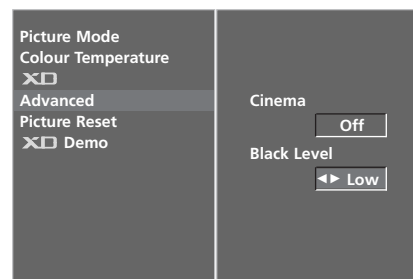 Picture Mode
Colour Temperature
XD
Advanced
Picture Reset
XD Demo
Cinema
Off
Black Level
◄► Low